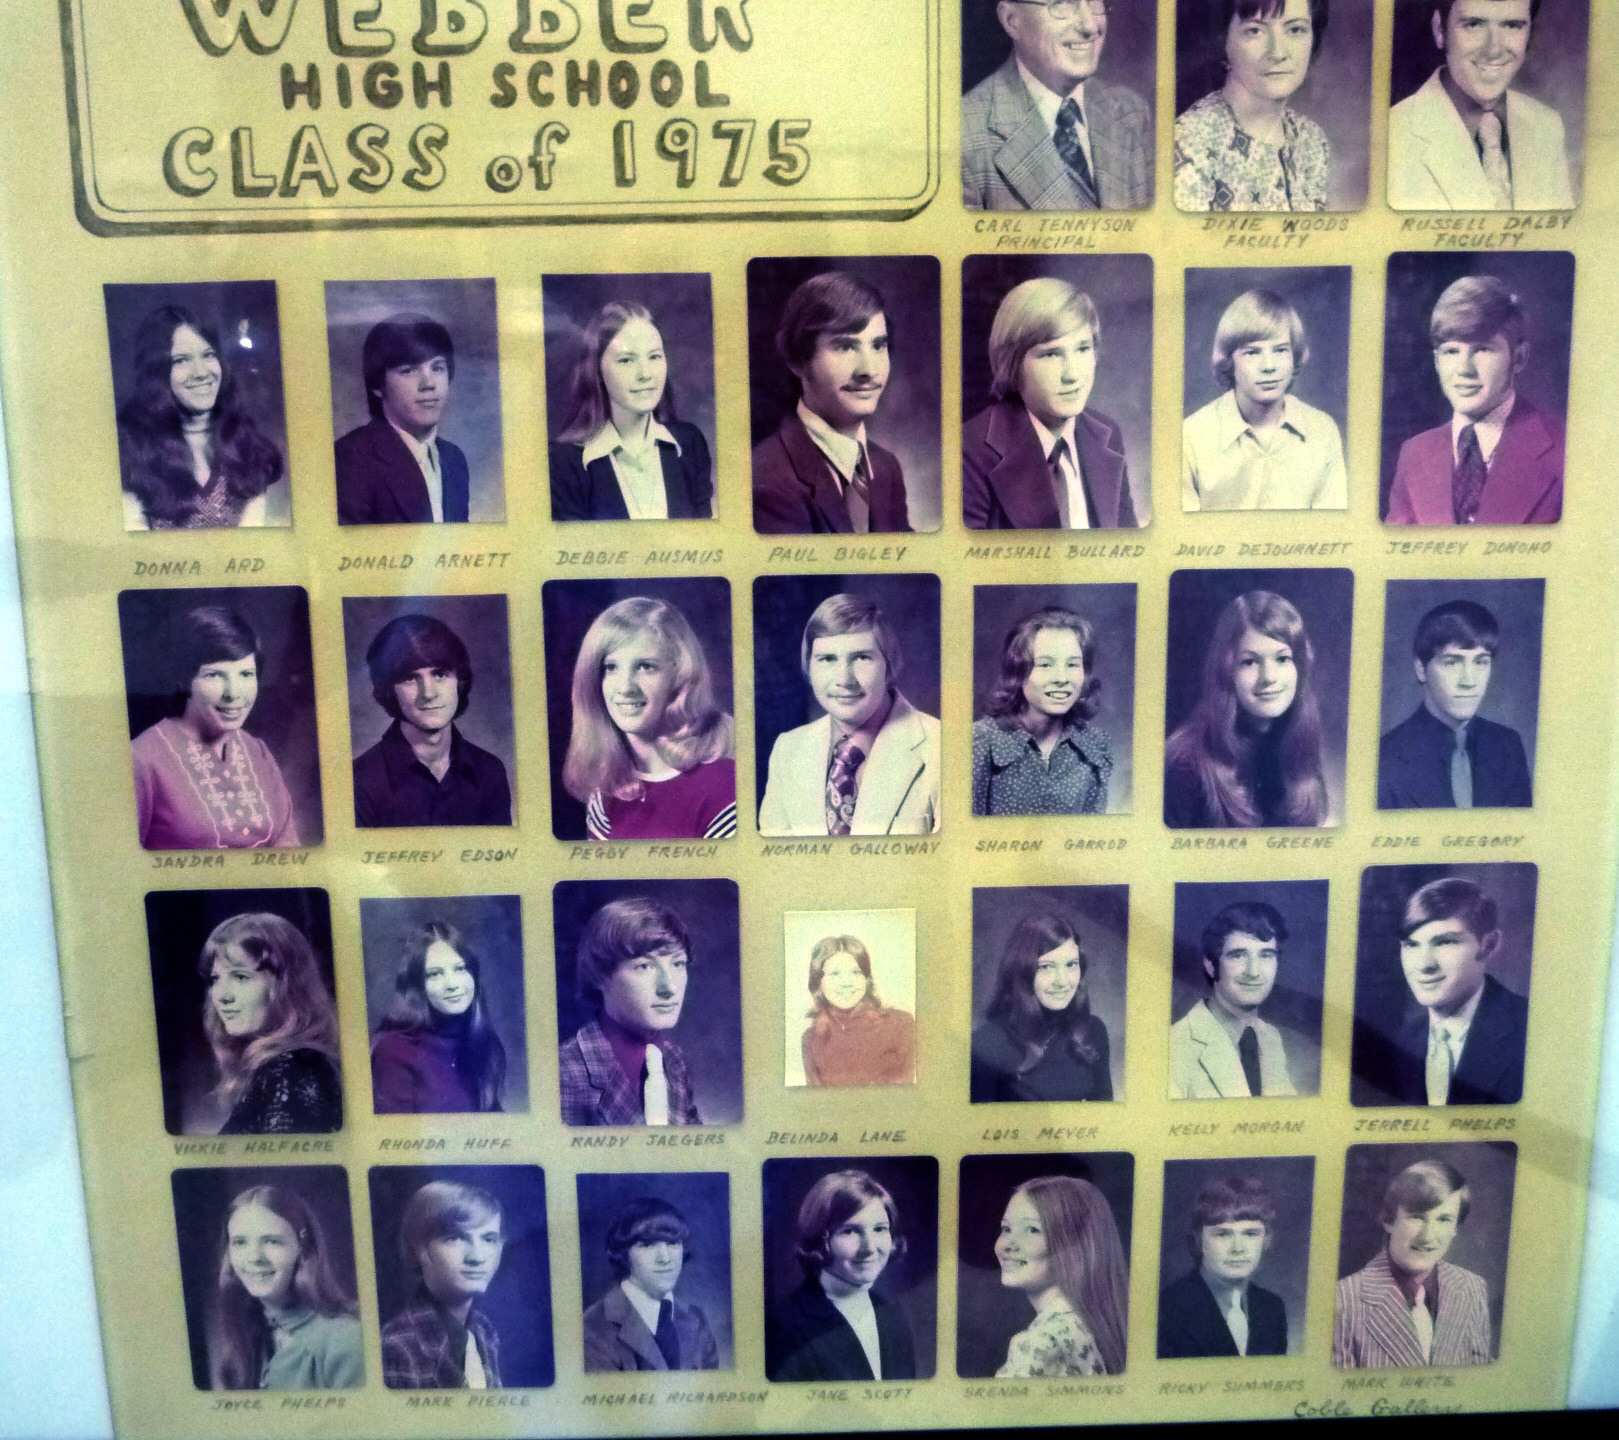 WEBBER
HIGH SCHOOL
CLASS of 1975
CARL TENNYSON
PRINCIPAL
DIXIE WOODS
FACULTY
RUSSELL DALBY
FACULTY
DONNA ARD
DONALD ARNETT
DEBBIE AUSMUS
PAUL BIGLEY
MARSHALL BULLARD
DAVID DEJOURNETT
JEFFREY DONOHO
SANDRA DREW
JEFFREY EDSON
PEGGY FRENCH
NORMAN GALLOWAY
SHARON GARROD
BARBARA GREENE
EDDIE GREGORY
VICKIE HALFACRE
RHONDA HUFF
RANDY JAEGERS
BELINDA LANE
LOIS MEYER
KELLY MORGAN
JERRELL PHELPS
JOYCE PHELPS
MARK PIERCE
MICHAEL RICHARDSON
JANE SCOTT
BRENDA SIMMONS
RICKY SUMMERS
MARK WHITE
Coble Gallery